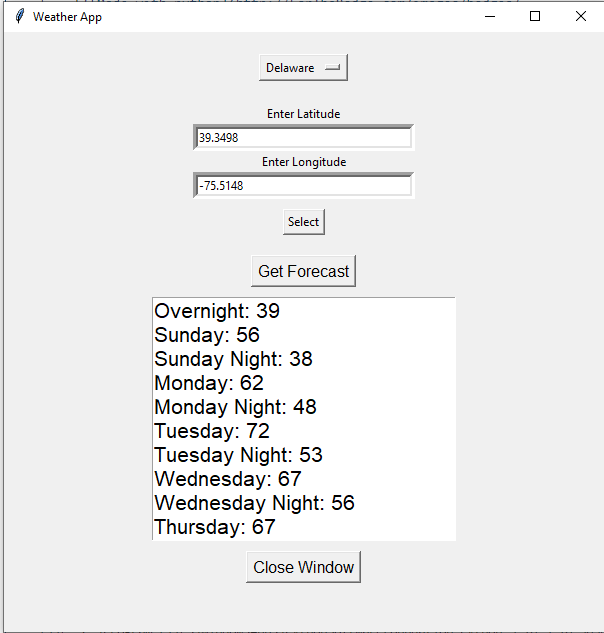 Weather App
Delaware
Enter Latitude
39.3498
Enter Longitude
-75.5148
Select
Get Forecast
Overnight: 39
Sunday: 56
Sunday Night: 38
Monday: 62
Monday Night: 48
Tuesday: 72
Tuesday Night: 53
Wednesday: 67
Wednesday Night: 56
Thursday: 67
Close Window